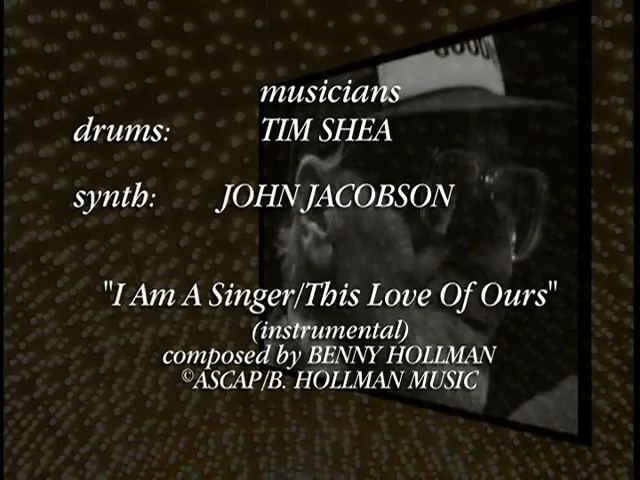 musicians
drums: TIM SHEA
synth: JOHN JACOBSON
"I Am A Singer/This Love Of Ours"
(instrumental)
composed by BENNY HOLLMAN
©ASCAP/B. HOLLMAN MUSIC